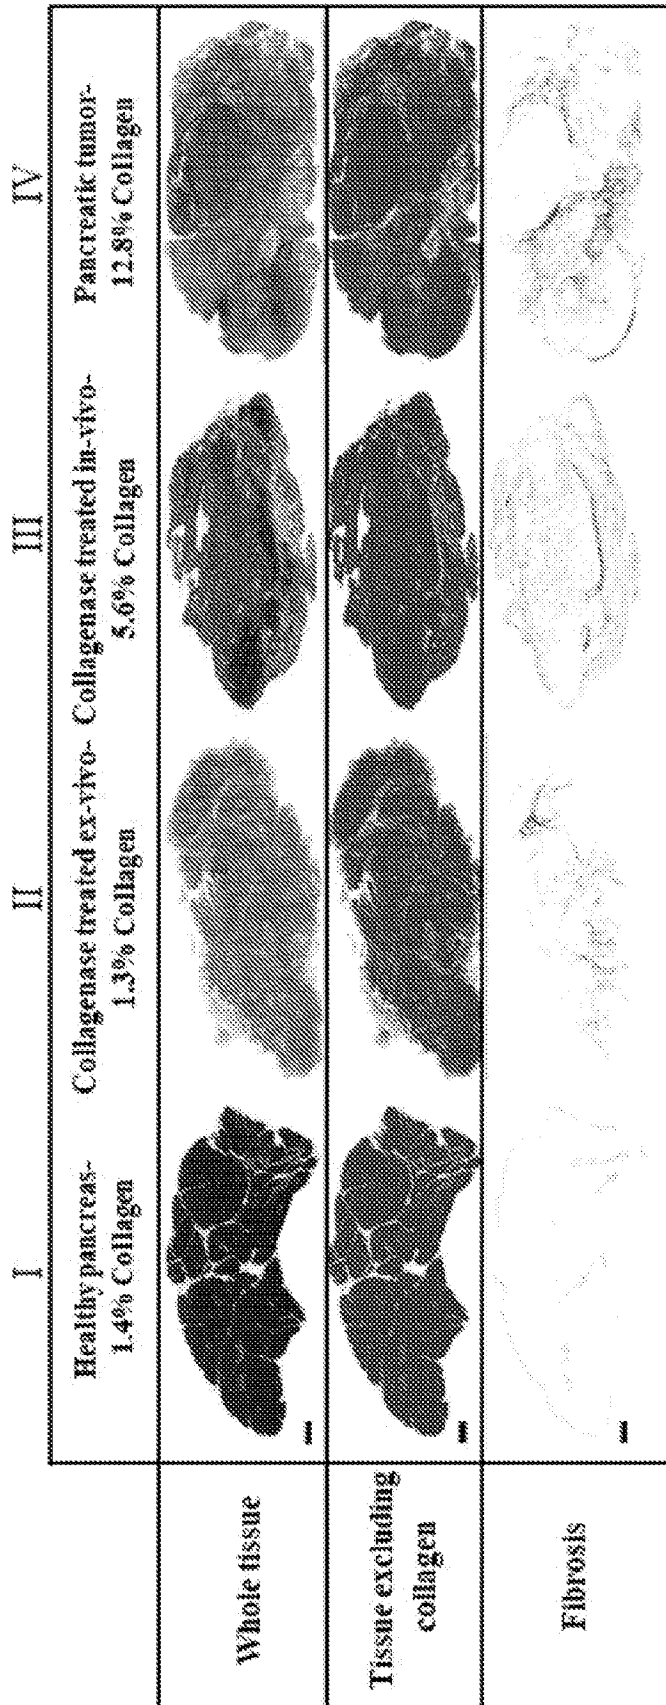 I
II
III
IV
Healthy pancreas-
1.4% Collagen
Collagenase treated ex-vivo-
1.3% Collagen
Collagenase treated in-vivo-
5.6% Collagen
Pancreatic tumor-
12.8% Collagen
Whole tissue
Tissue excluding
collagen
Fibrosis